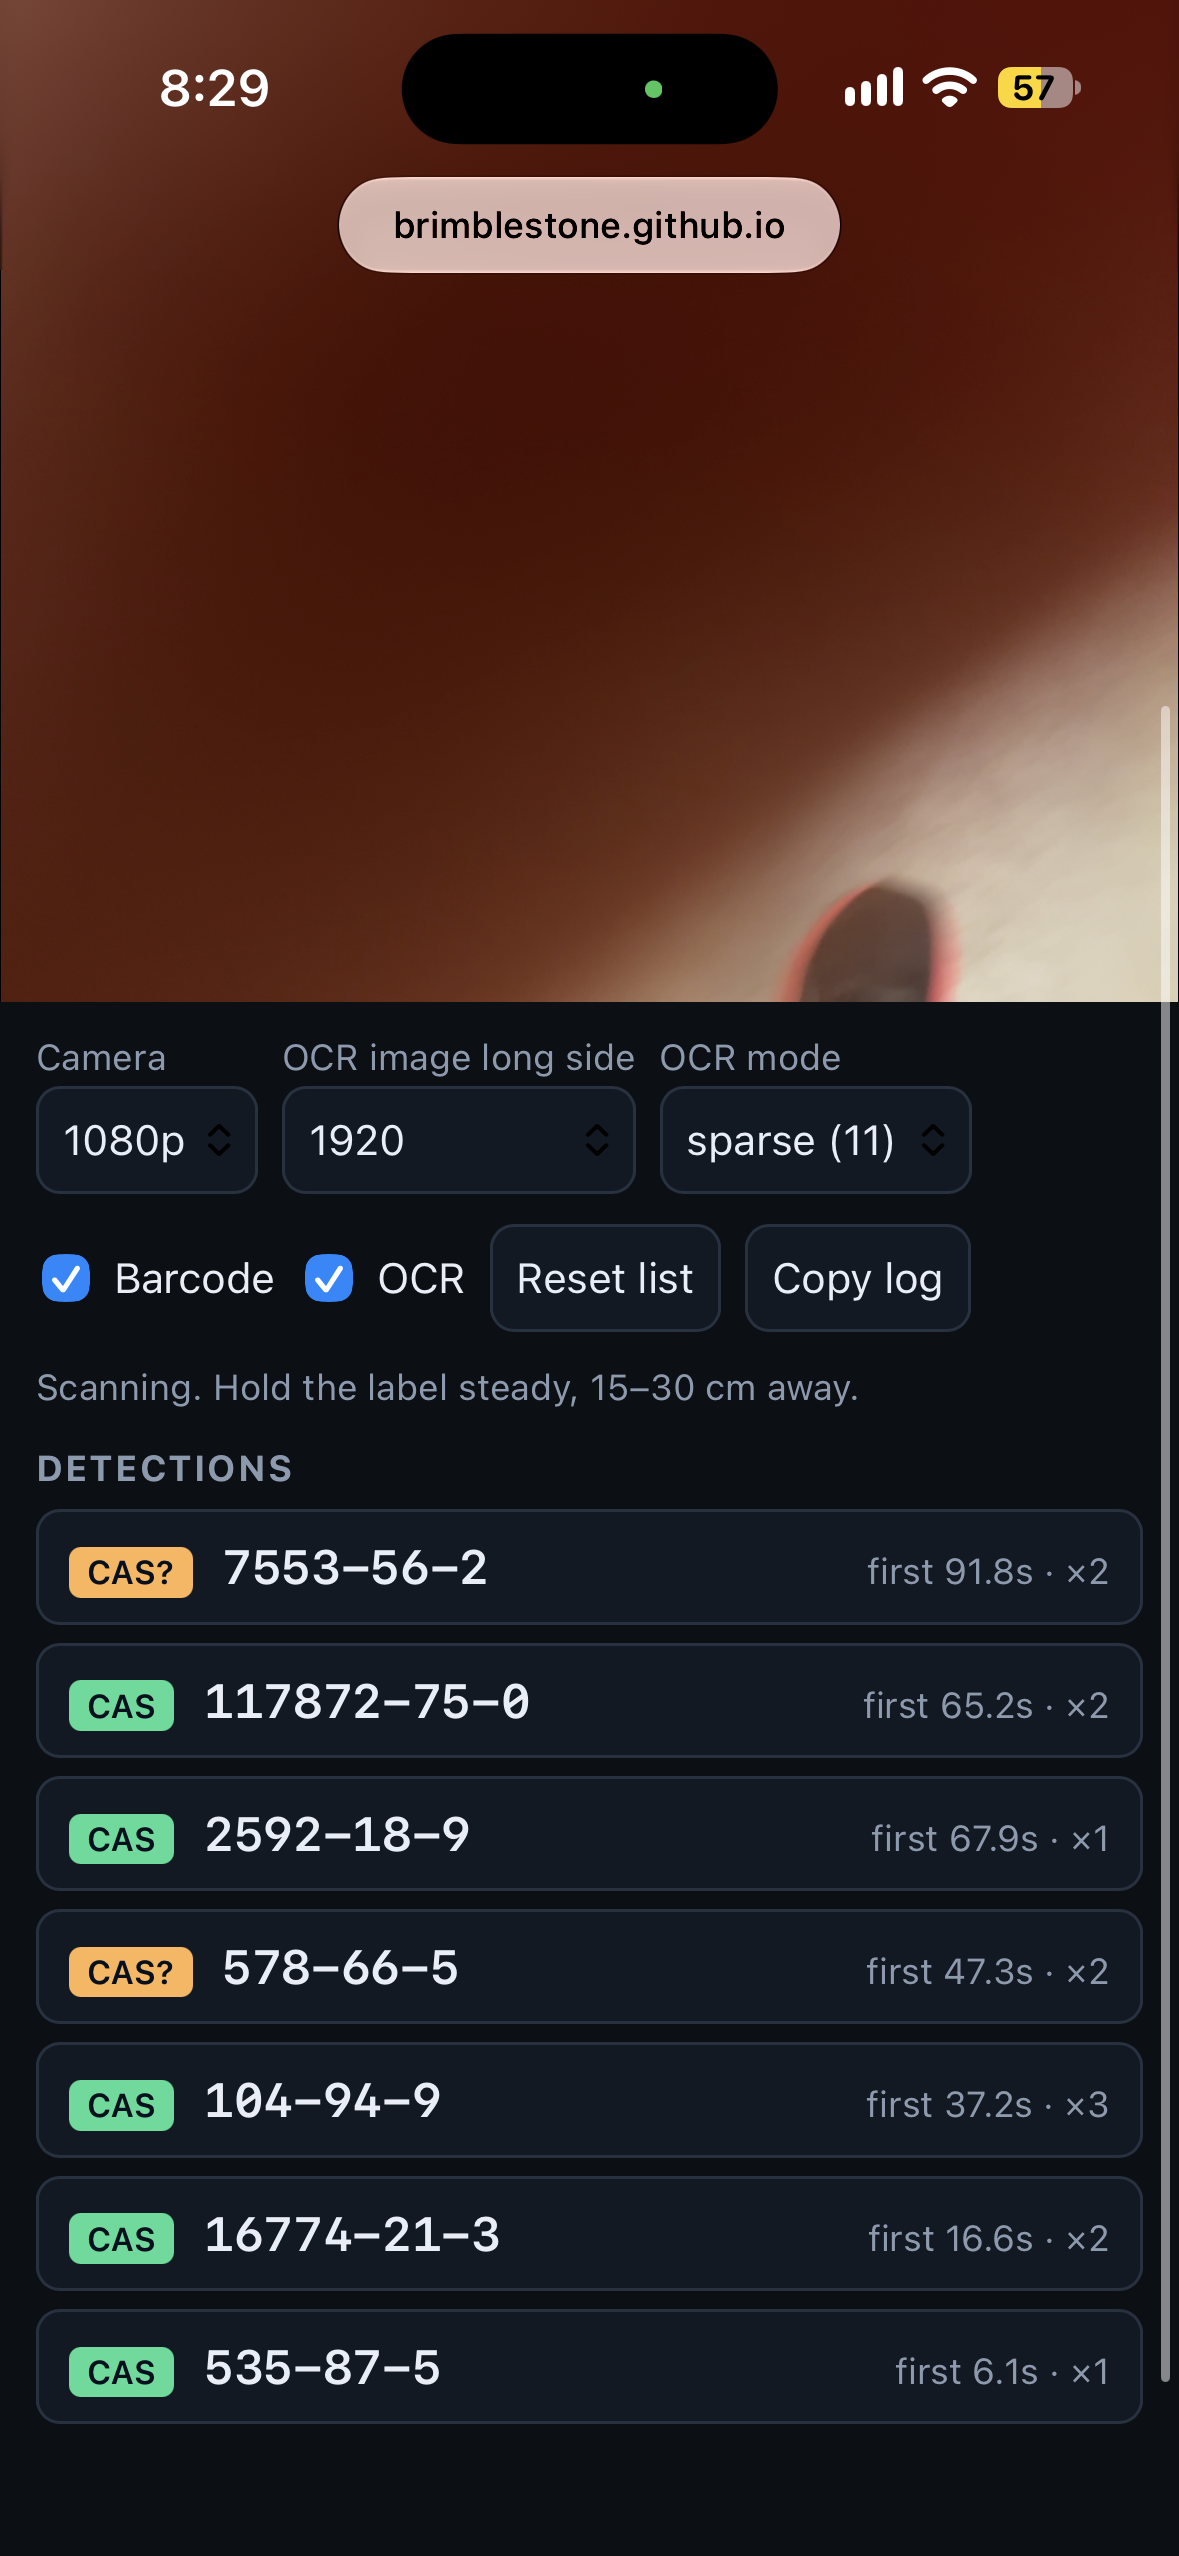 8:29
57
brimblestone.github.io
Camera OCR image long side OCR mode
1080p 1920 sparse (11)
Barcode OCR Reset list Copy log
Scanning. Hold the label steady, 15–30 cm away.
DETECTIONS
CAS? 7553–56–2 first 91.8s · ×2
CAS 117872–75–0 first 65.2s · ×2
CAS 2592–18–9 first 67.9s · ×1
CAS? 578–66–5 first 47.3s · ×2
CAS 104–94–9 first 37.2s · ×3
CAS 16774–21–3 first 16.6s · ×2
CAS 535–87–5 first 6.1s · ×1